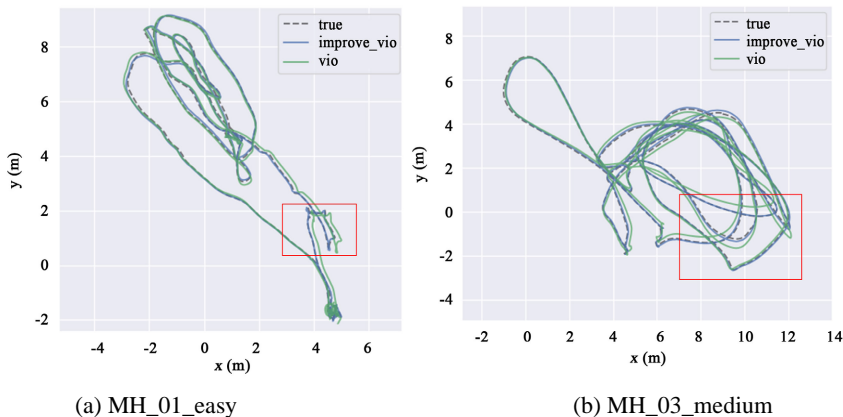 true
improve_vio
vio
8
6
4
2
0
-2
y (m)
-4 -2 0 2 4 6
x (m)
(a) MH_01_easy
true
improve_vio
vio
8
6
4
2
0
-2
-4
y (m)
-2 0 2 4 6 8 10 12 14
x (m)
(b) MH_03_medium